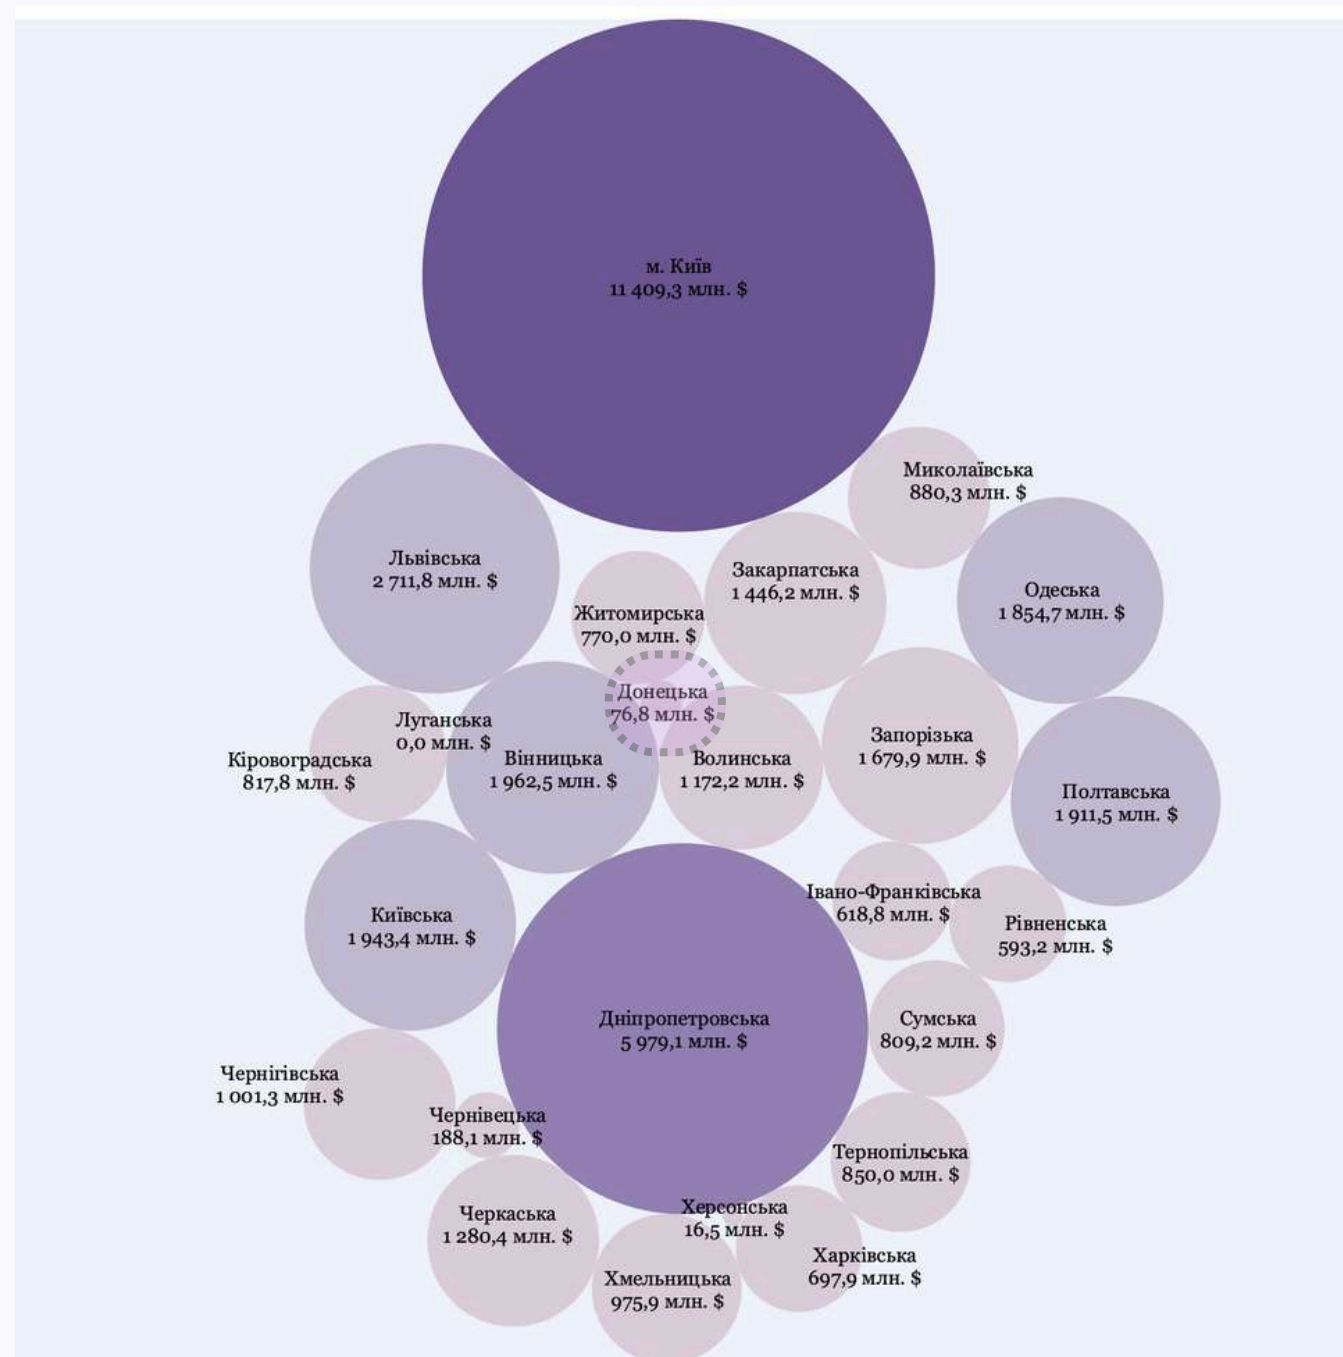 м. Київ
11 409,3 млн. $
Миколаївська
880,3 млн. $
Львівська
2 711,8 млн. $
Закарпатська
1 446,2 млн. $
Одеська
1 854,7 млн. $
Житомирська
770,0 млн. $
Донецька
76,8 млн. $
Луганська
0,0 млн. $
Кіровоградська
817,8 млн. $
Вінницька
1 962,5 млн. $
Волинська
1 172,2 млн. $
Запорізька
1 679,9 млн. $
Полтавська
1 911,5 млн. $
Івано-Франківська
618,8 млн. $
Рівненська
593,2 млн. $
Київська
1 943,4 млн. $
Дніпропетровська
5 979,1 млн. $
Сумська
809,2 млн. $
Чернігівська
1 001,3 млн. $
Чернівецька
188,1 млн. $
Тернопільська
850,0 млн. $
Черкаська
1 280,4 млн. $
Херсонська
16,5 млн. $
Харківська
697,9 млн. $
Хмельницька
975,9 млн. $